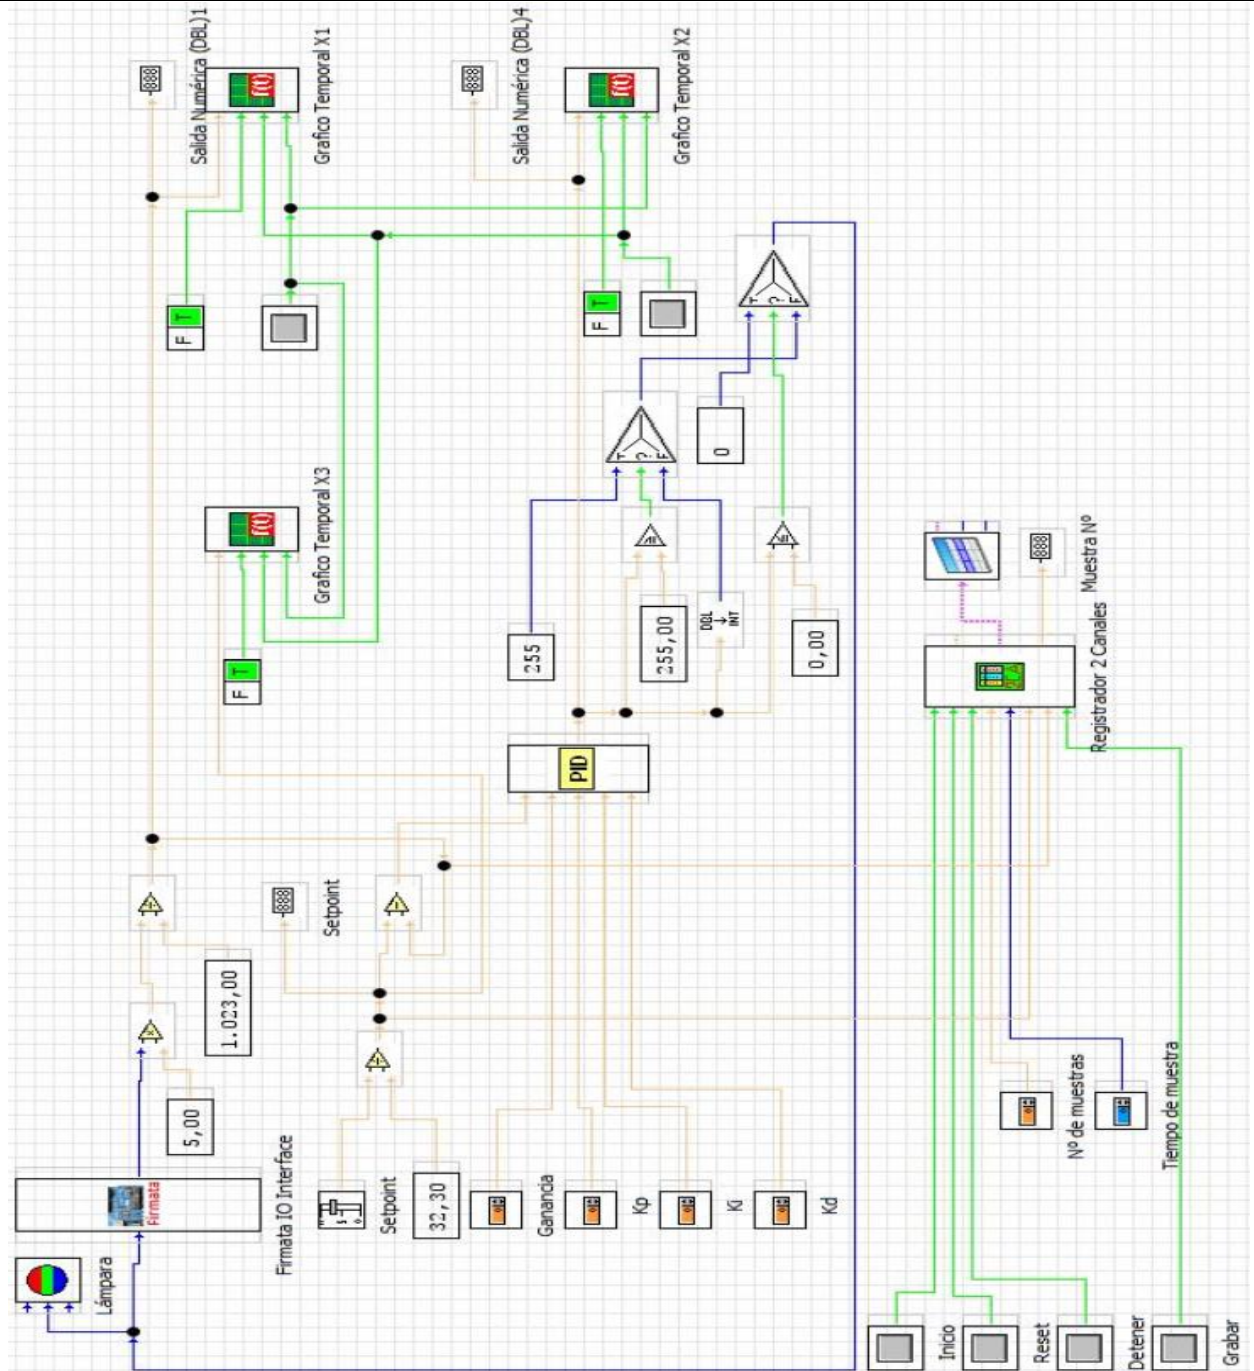 Lámpara
Firmata
Firmata IO Interface
5,00
1.023,00
Setpoint
32,30
Setpoint
Ganancia
Kp
Ki
Kd
PID
F T
Grafico Temporal X3
F T
Salida Numérica (DBL)1
Grafico Temporal X1
f(t)
f(t)
f(t)
Salida Numérica (DBL)4
Grafico Temporal X2
F T
255
255,00
DBL
INT
0,00
0
T ? F
T ? F
Inicio
Reset
Detener
Grabar
Nº de muestras
Tiempo de muestra
Registrador 2 Canales
Muestra Nº